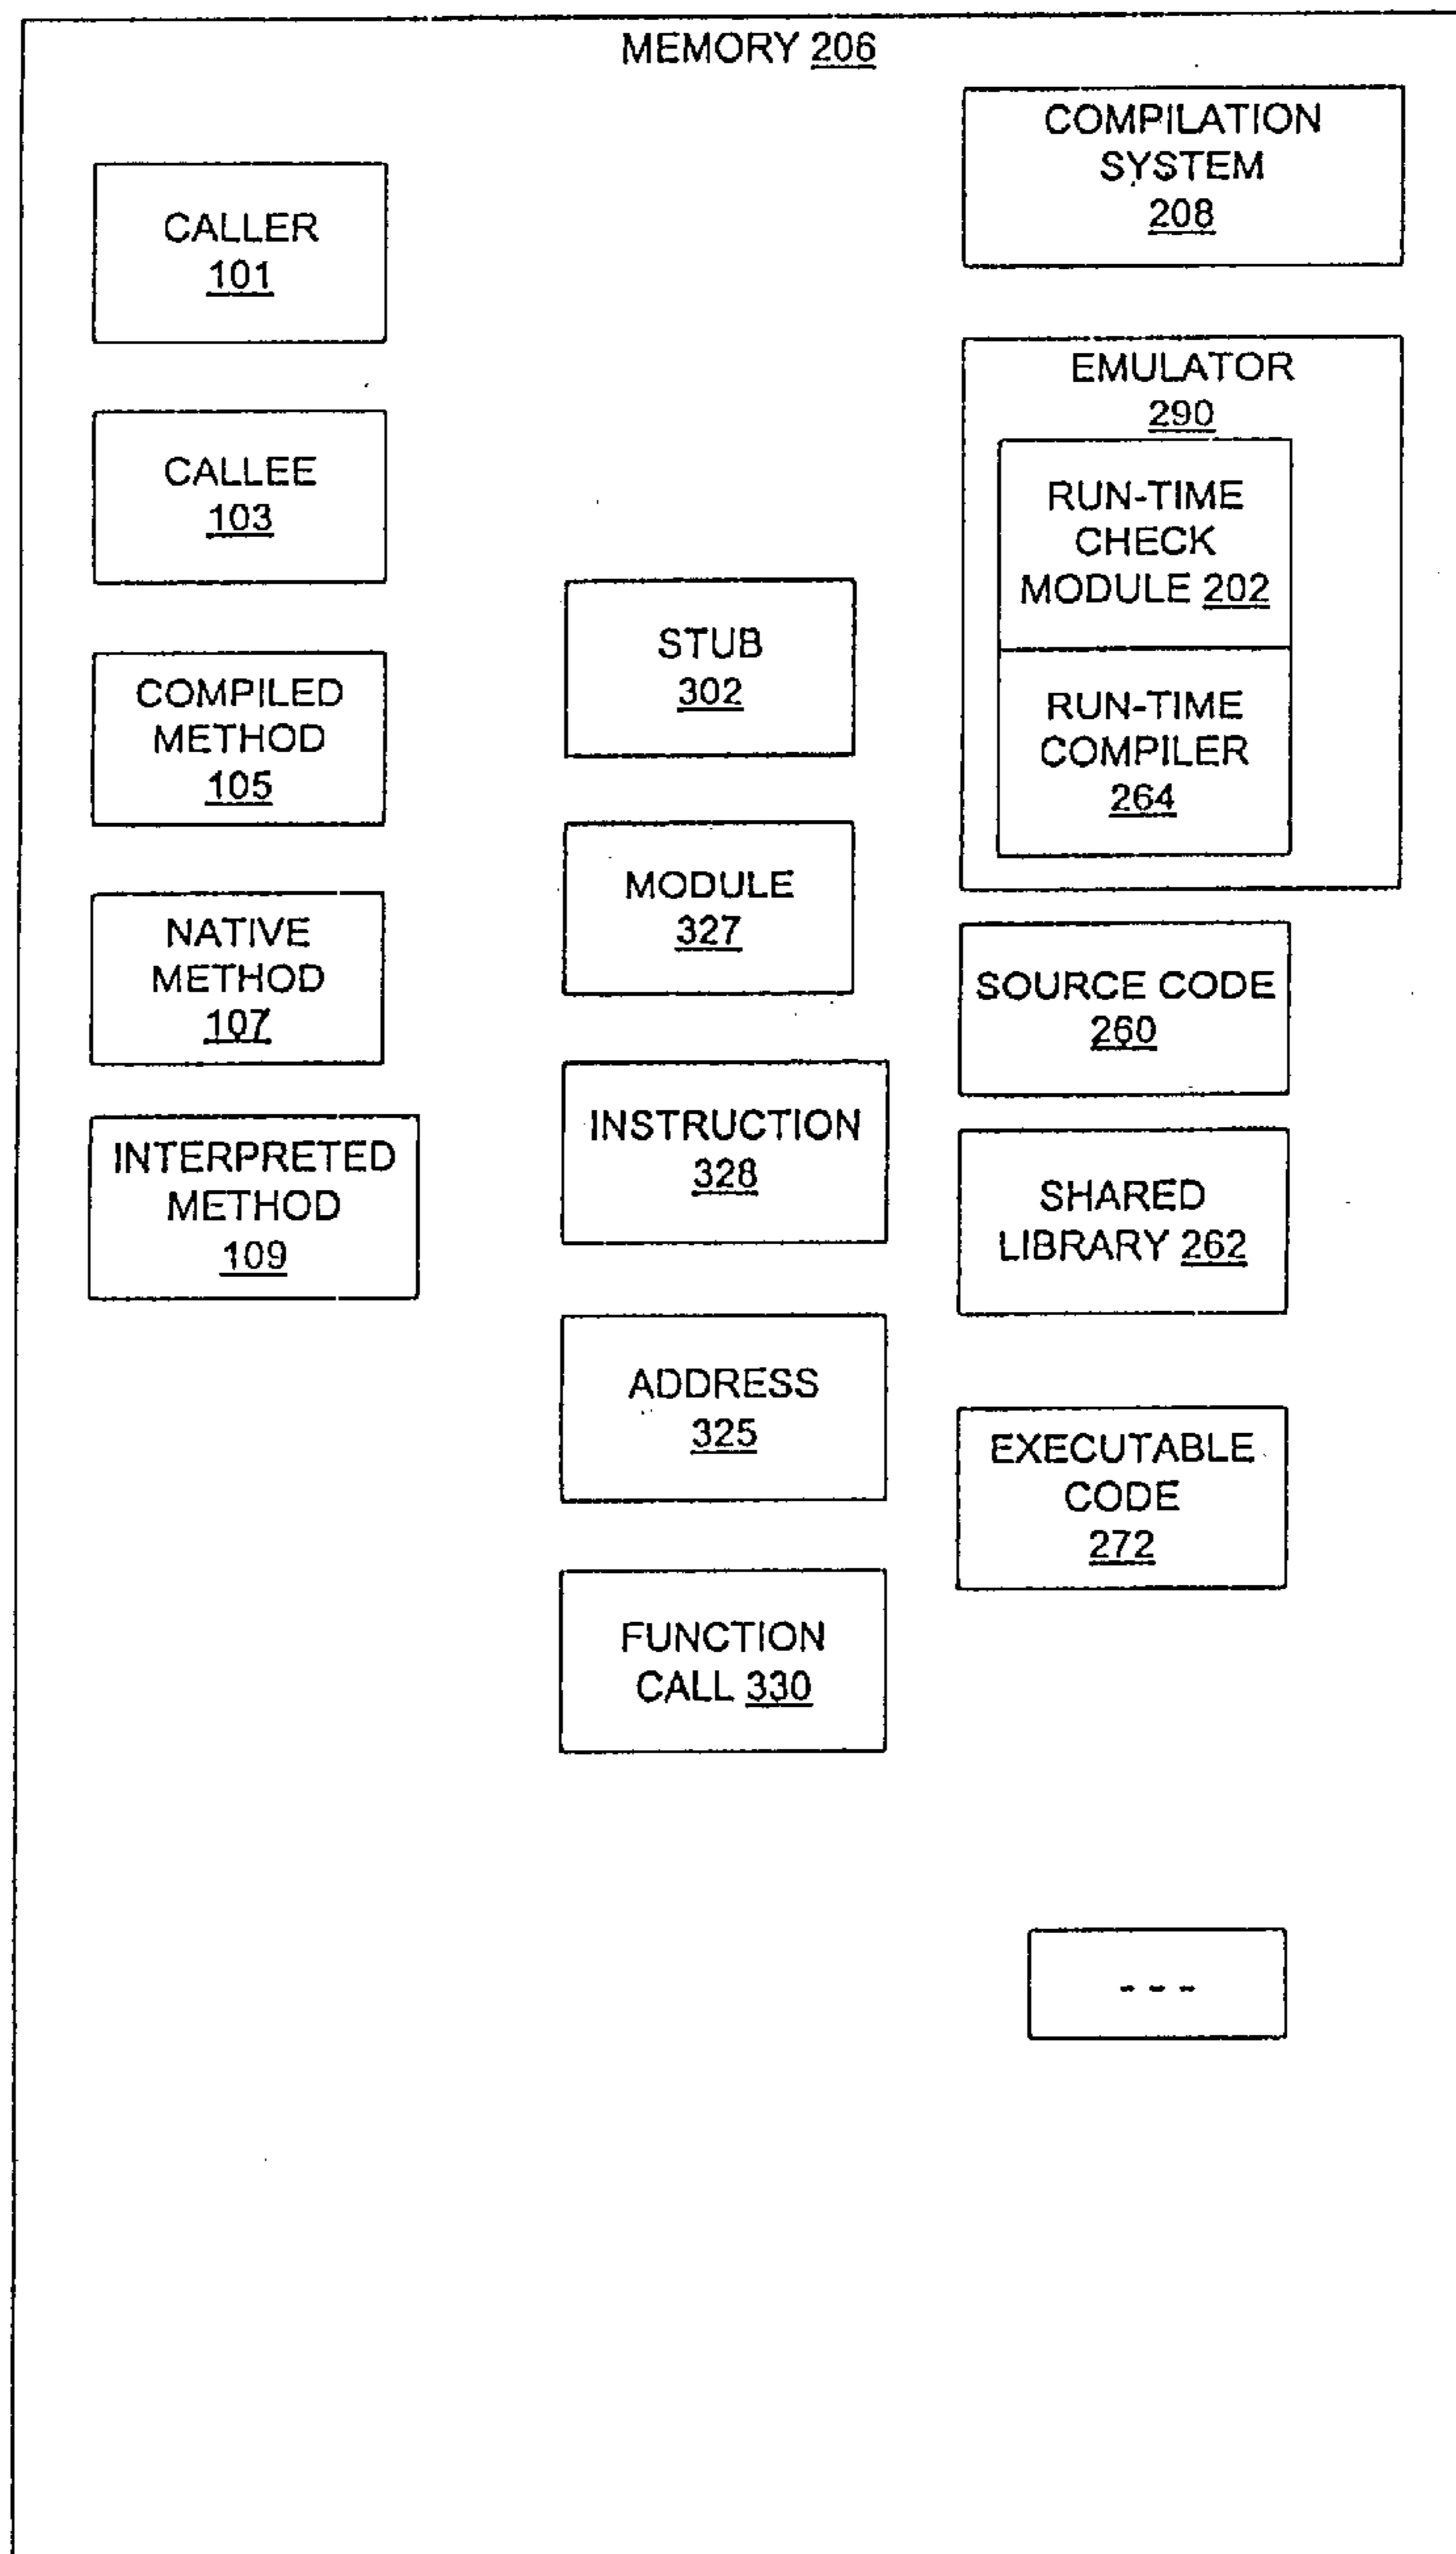 MEMORY 206
CALLER
101
CALLEE
103
COMPILED
METHOD
105
NATIVE
METHOD
107
INTERPRETED
METHOD
109
STUB
302
MODULE
327
INSTRUCTION
328
ADDRESS
325
FUNCTION
CALL 330
COMPILATION
SYSTEM
208
EMULATOR
290
RUN-TIME
CHECK
MODULE 202
RUN-TIME
COMPILER
264
SOURCE CODE
260
SHARED
LIBRARY 262
EXECUTABLE
CODE
272
- - -